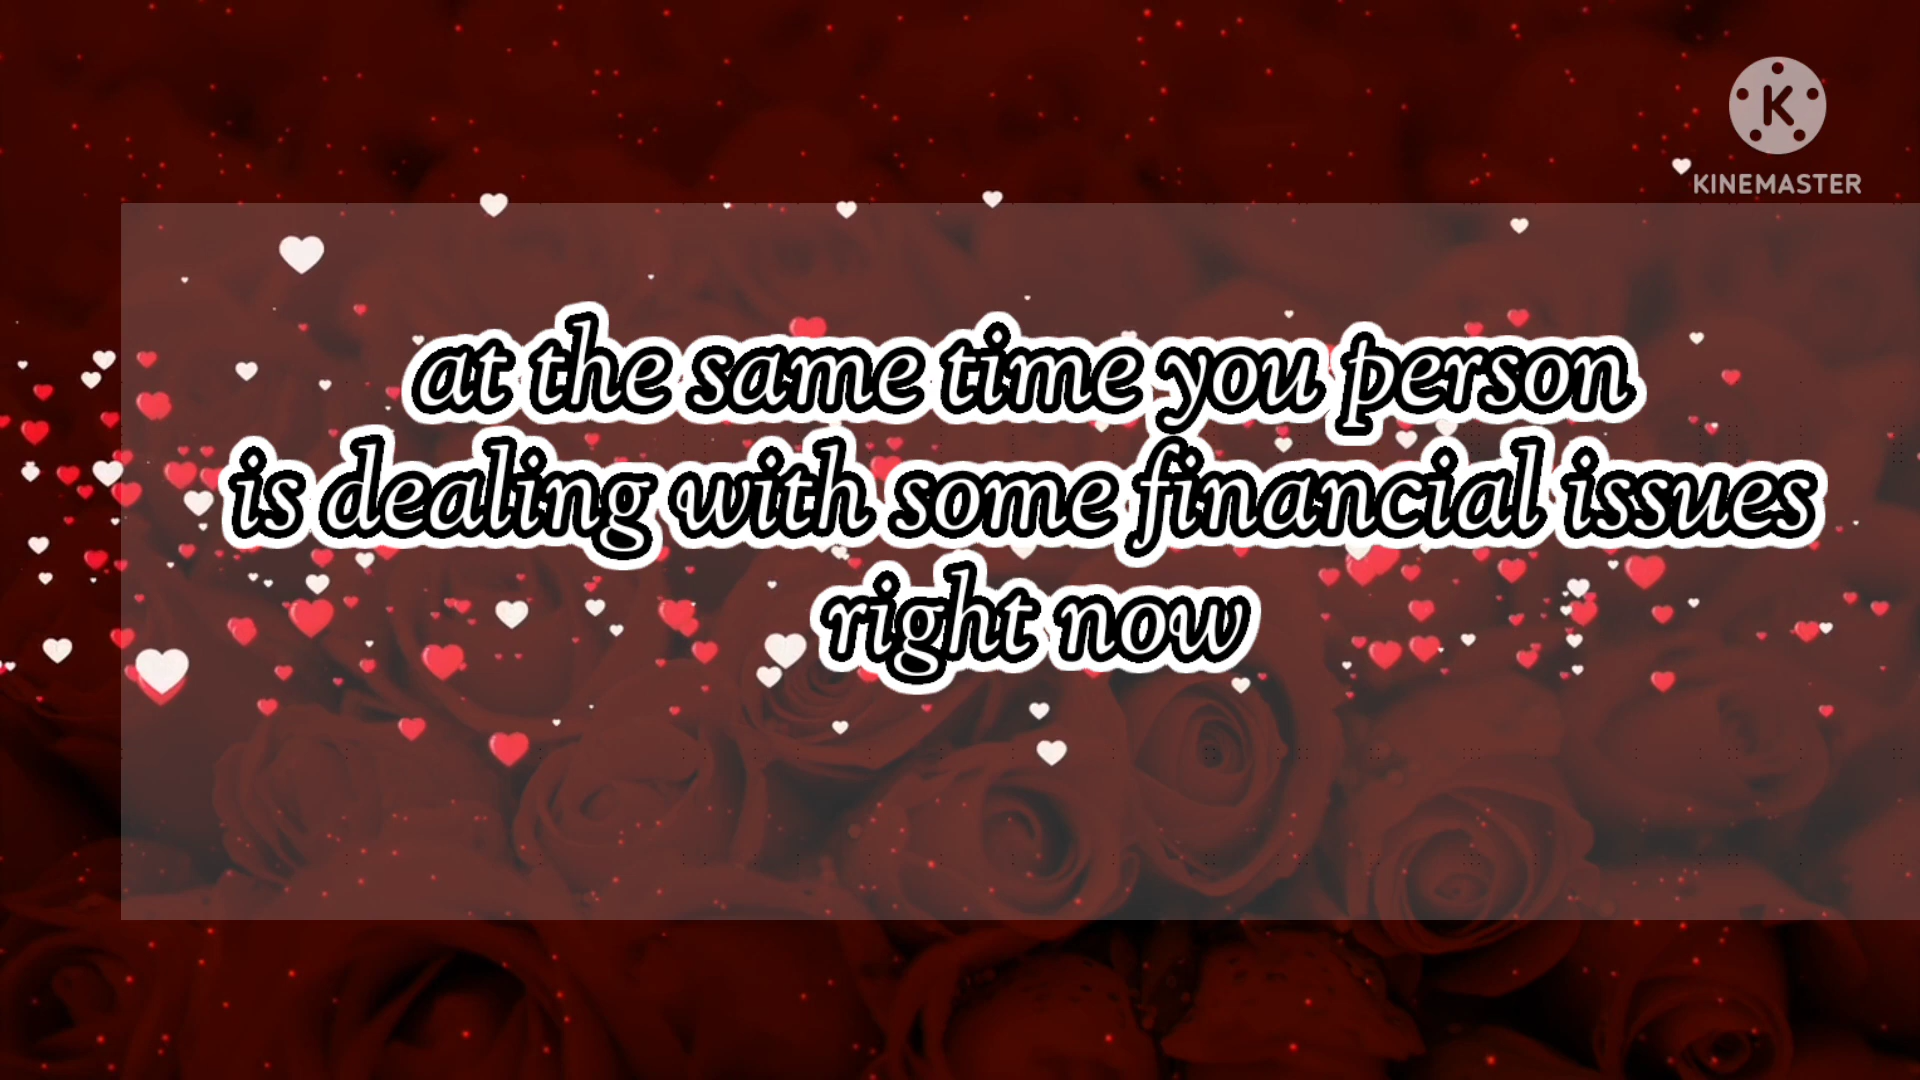 K
KINEMASTER
at the same time you person
is dealing with some financial issues
right now